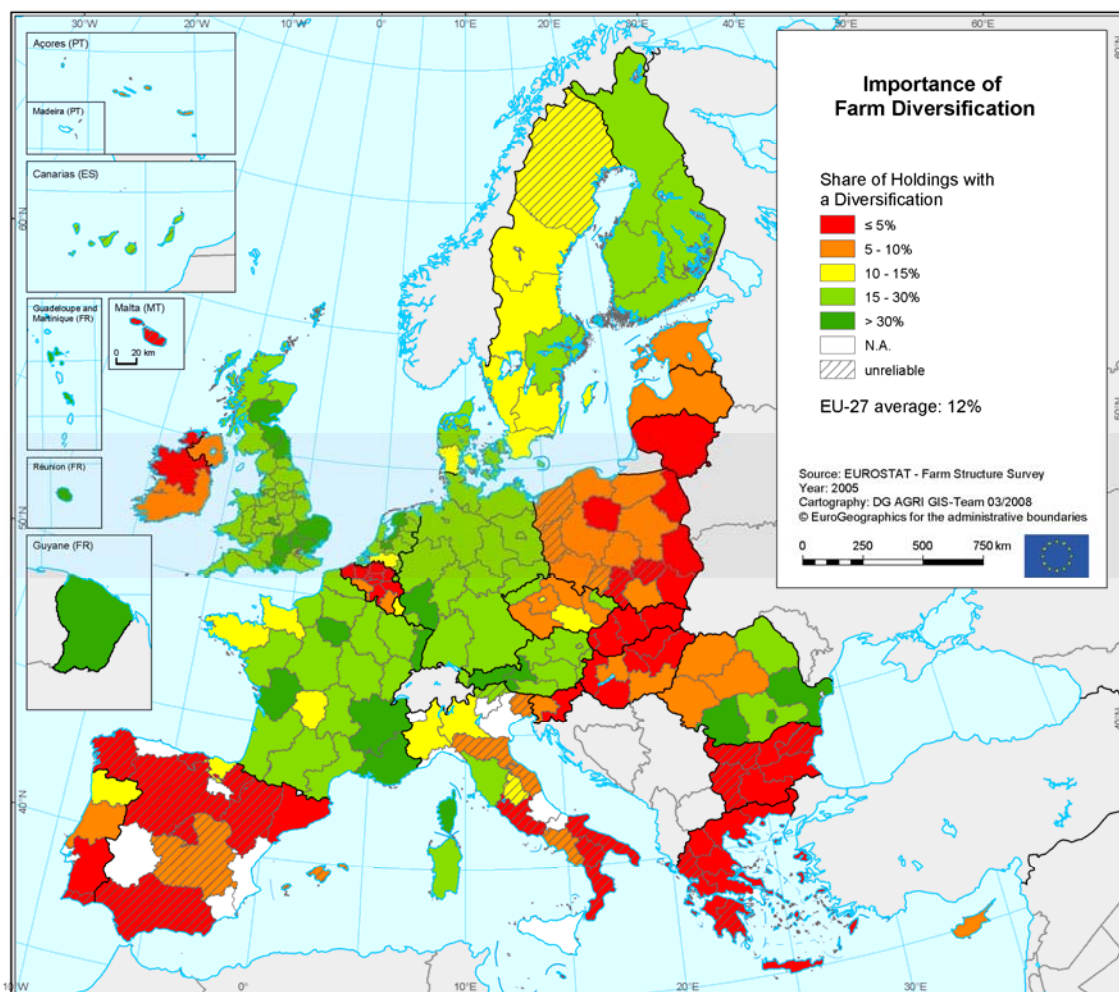 30°W
20°W
10°W
0°
10°E
20°E
30°E
40°E
50°E
60°E
Açores (PT)
Madeira (PT)
Canarias (ES)
Guadeloupe and
Martinique (FR)
Malta (MT)
0 20 km
Réunion (FR)
Guyane (FR)
60°N
50°N
40°N
Importance of
Farm Diversification
Share of Holdings with
a Diversification
≤ 5%
5 - 10%
10 - 15%
15 - 30%
> 30%
N.A.
unreliable
EU-27 average: 12%
Source: EUROSTAT - Farm Structure Survey
Year: 2005
Cartography: DG AGRI GIS-Team 03/2008
© EuroGeographics for the administrative boundaries
0 250 500 750 km
10°W
0°
10°E
20°E
30°E